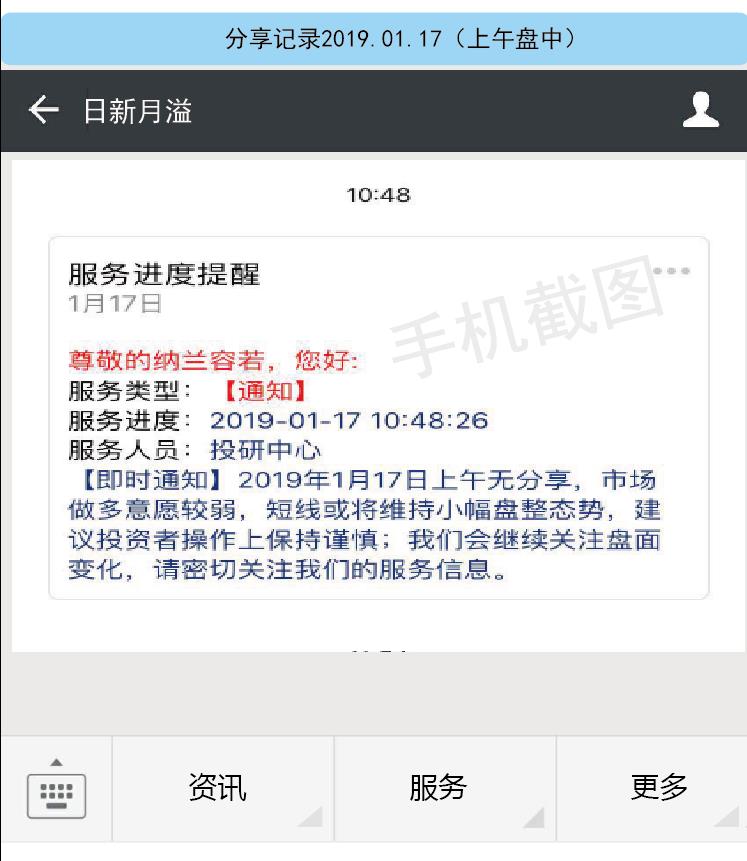 分享记录2019.01.17（上午盘中）
日新月溢
10:48
服务进度提醒
1月17日
手机截图
尊敬的纳兰容若，您好:
服务类型：【通知】
服务进度：2019-01-17 10:48:26
服务人员：投研中心
【即时通知】2019年1月17日上午无分享，市场
做多意愿较弱，短线或将维持小幅盘整态势，建
议投资者操作上保持谨慎；我们会继续关注盘面
变化，请密切关注我们的服务信息。
资讯
服务
更多